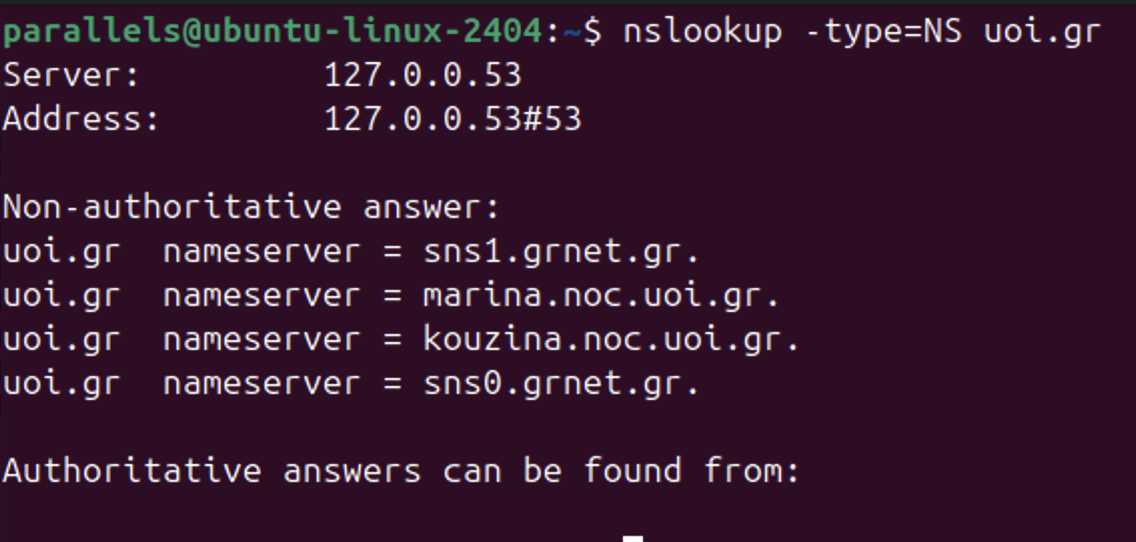 parallels@ubuntu-linux-2404:~$ nslookup -type=NS uoi.gr
Server:         127.0.0.53
Address:        127.0.0.53#53

Non-authoritative answer:
uoi.gr  nameserver = sns1.grnet.gr.
uoi.gr  nameserver = marina.noc.uoi.gr.
uoi.gr  nameserver = kouzina.noc.uoi.gr.
uoi.gr  nameserver = sns0.grnet.gr.

Authoritative answers can be found from: